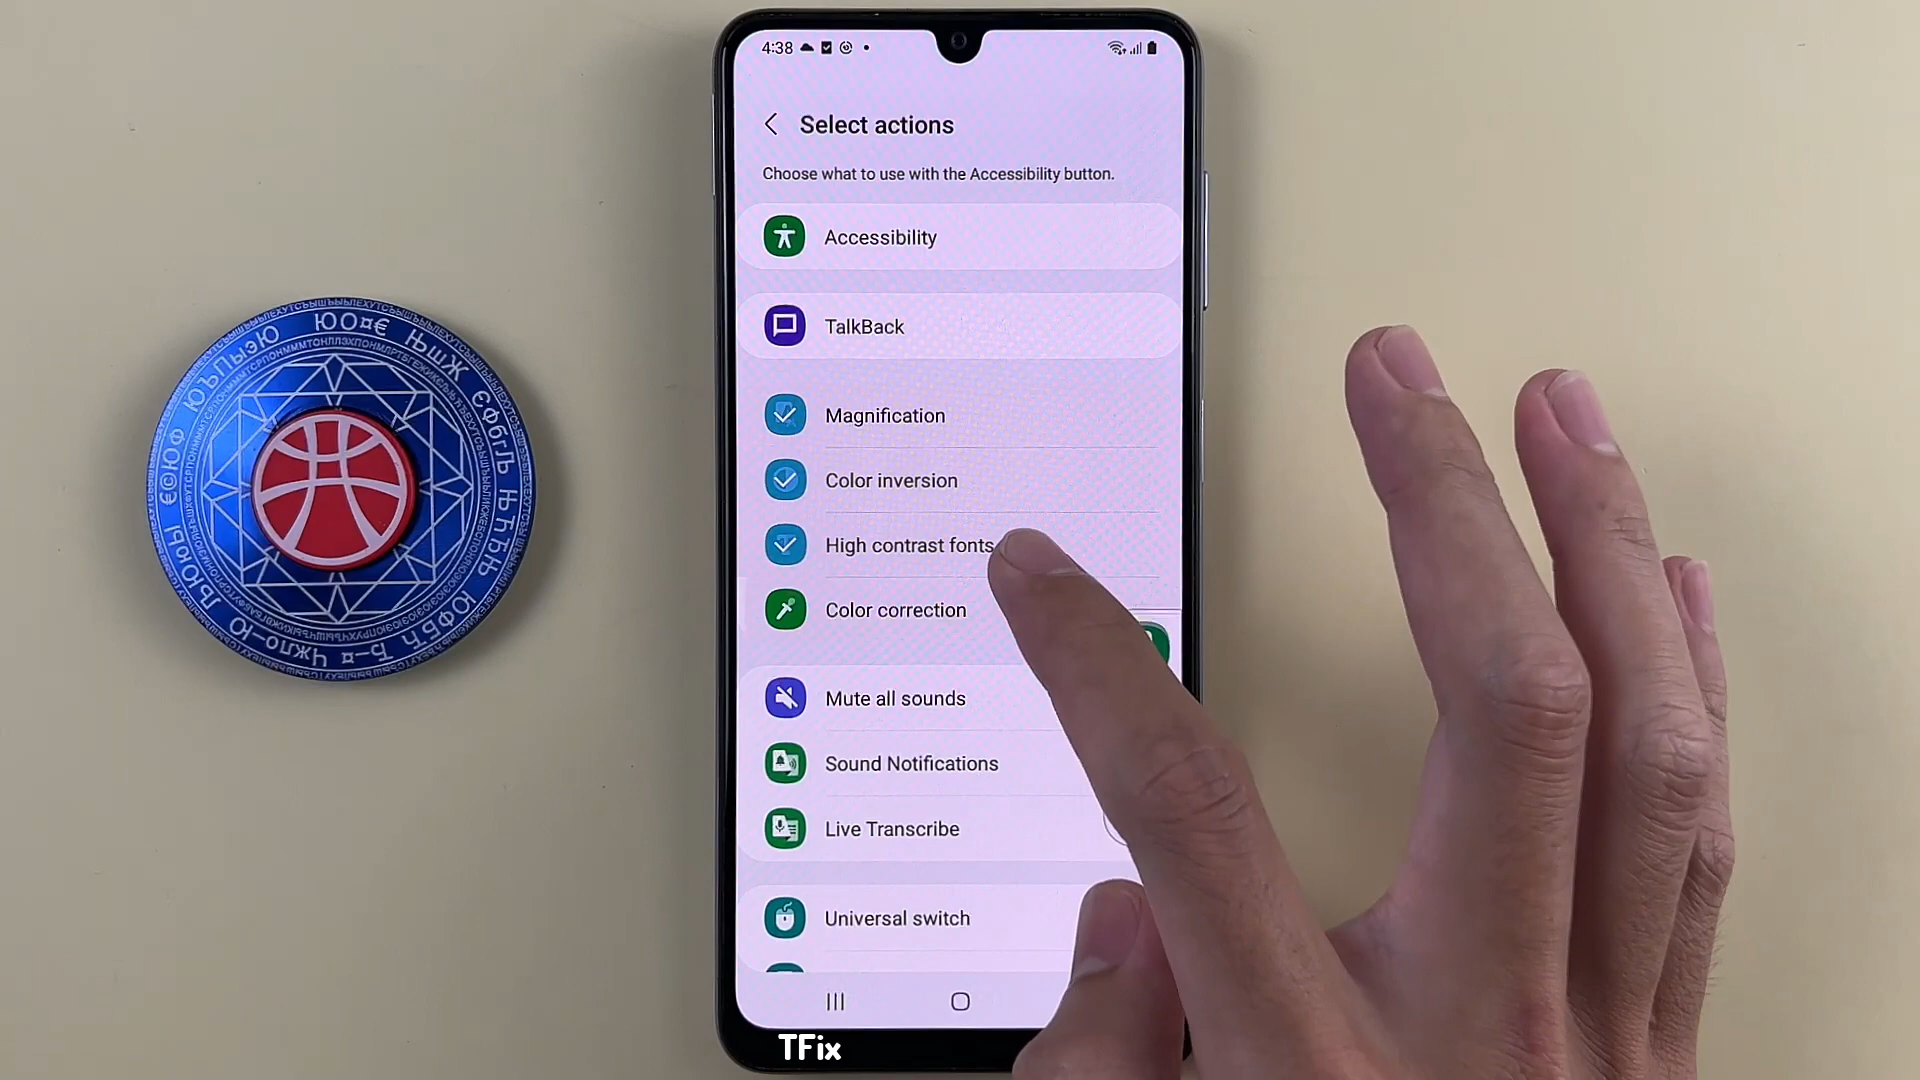 4:38
Select actions
Choose what to use with the Accessibility button.
Accessibility
TalkBack
Magnification
Color inversion
High contrast fonts
Color correction
Mute all sounds
Sound Notifications
Live Transcribe
Universal switch
TFix
ЮО¤€